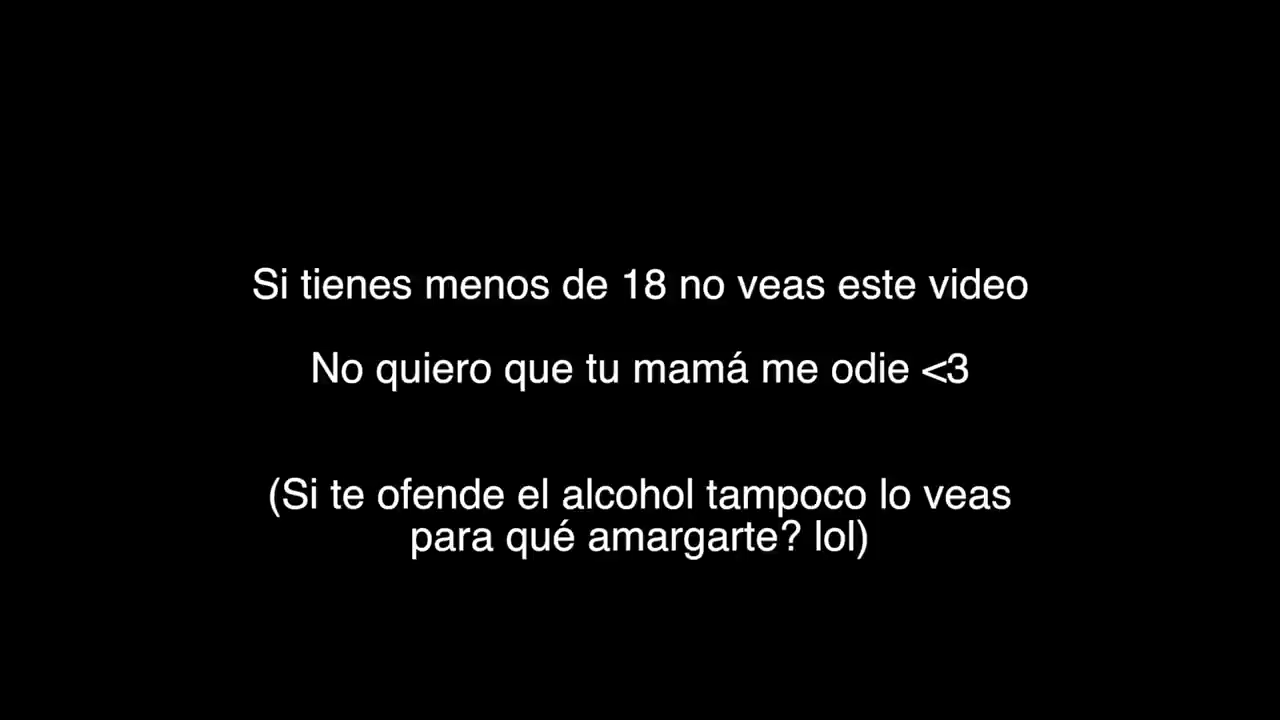 Si tienes menos de 18 no veas este video
No quiero que tu mamá me odie <3
(Si te ofende el alcohol tampoco lo veas
para qué amargarte? lol)